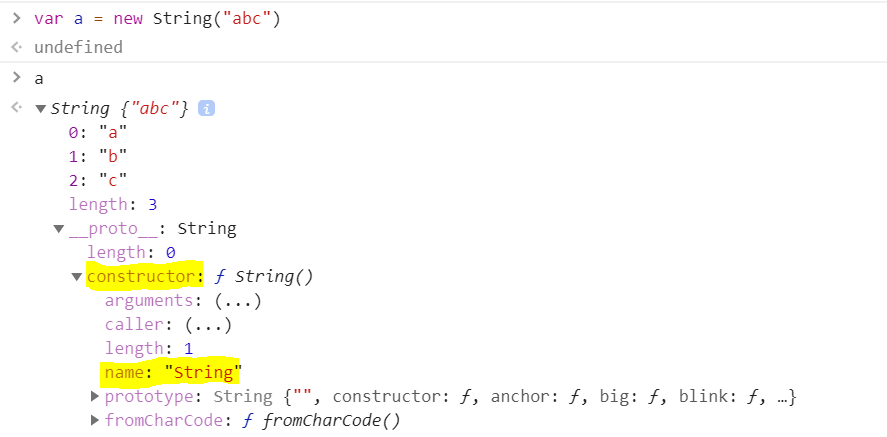 > var a = new String("abc")
<· undefined
> a
<· ▼String {"abc"} i
0: "a"
1: "b"
2: "c"
length: 3
▼__proto__: String
length: 0
▼constructor: ƒ String()
arguments: (...)
caller: (...)
length: 1
name: "String"
▶prototype: String {"", constructor: ƒ, anchor: ƒ, big: ƒ, blink: ƒ, …}
▶fromCharCode: ƒ fromCharCode()